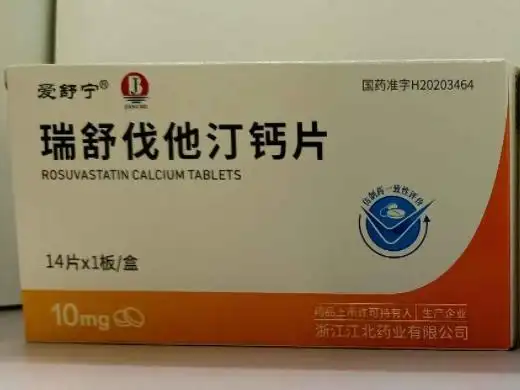 爱舒宁®
国药准字H20203464
瑞舒伐他汀钙片
ROSUVASTATIN CALCIUM TABLETS
仿制药一致性评价
14片x1板/盒
10mg
药品上市许可持有人 生产企业
浙江江北药业有限公司